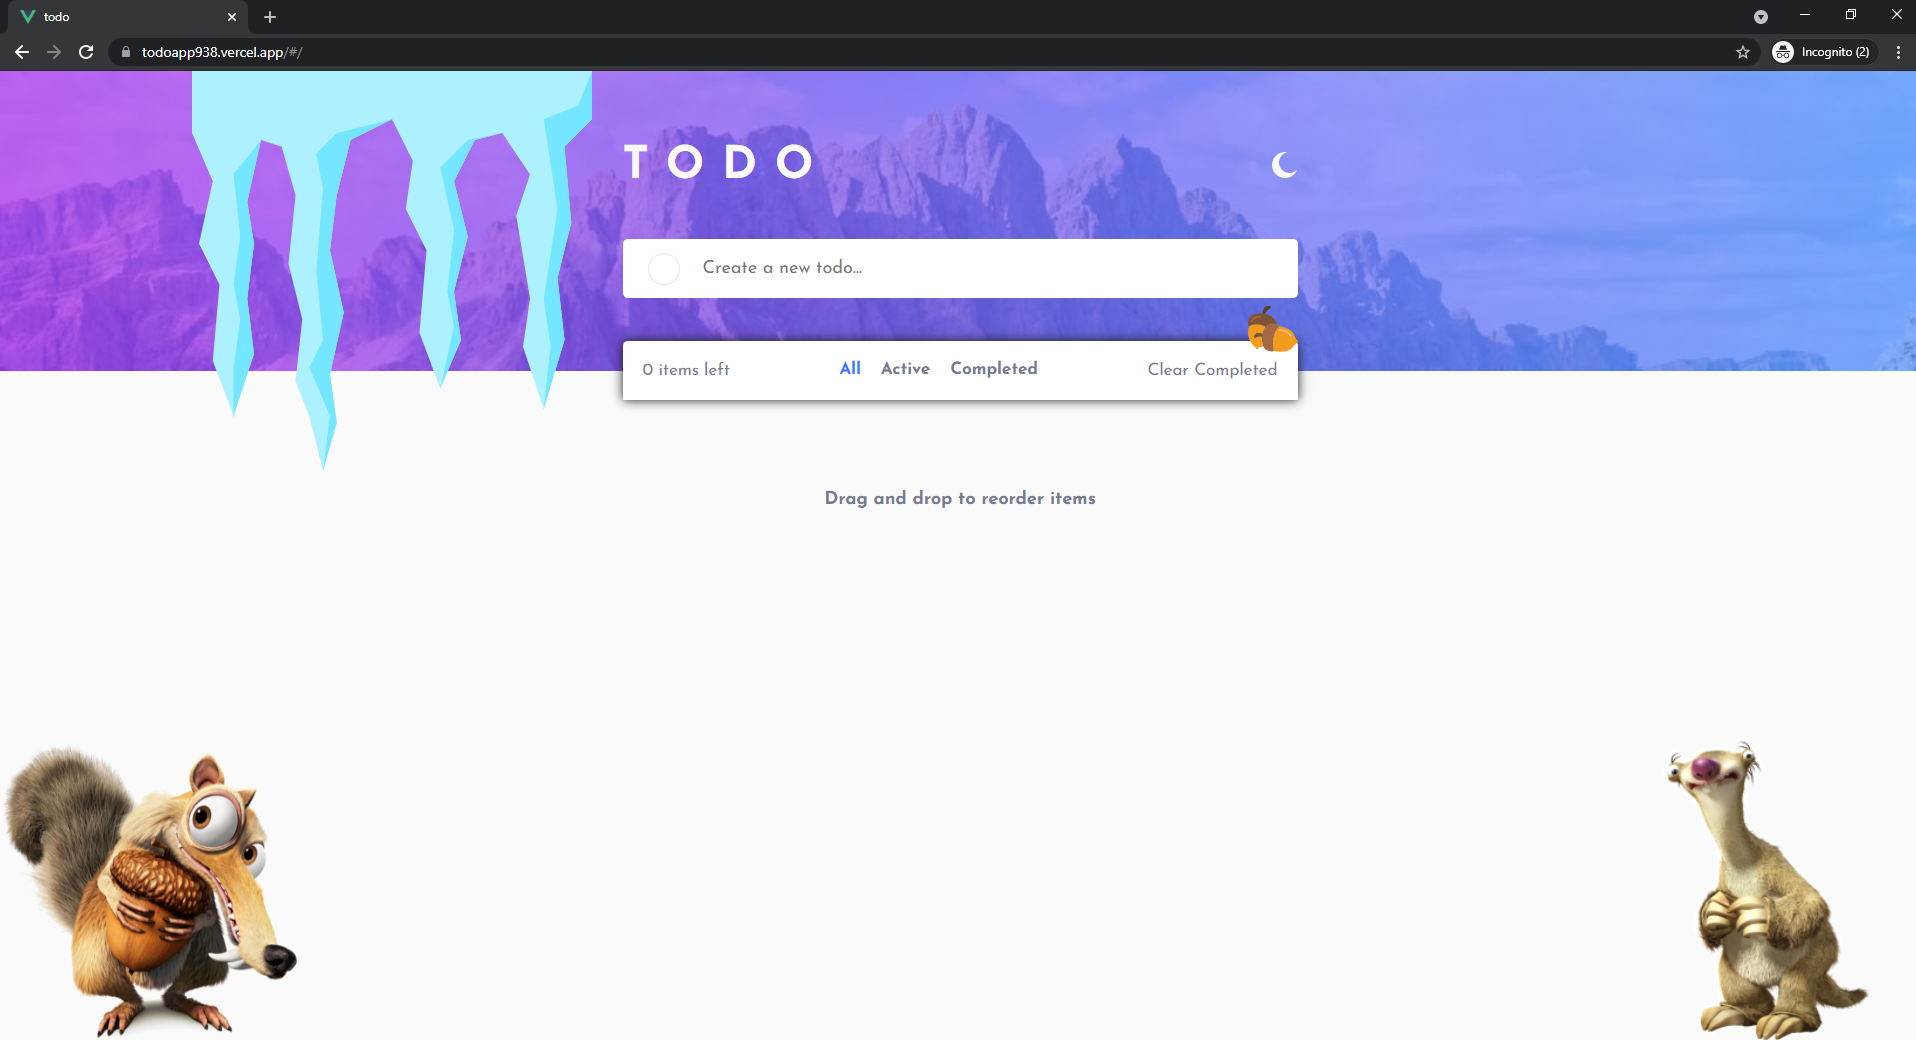 todo
todoapp938.vercel.app/#/
Incognito (2)
TODO
Create a new todo...
0 items left
All Active Completed
Clear Completed
Drag and drop to reorder items